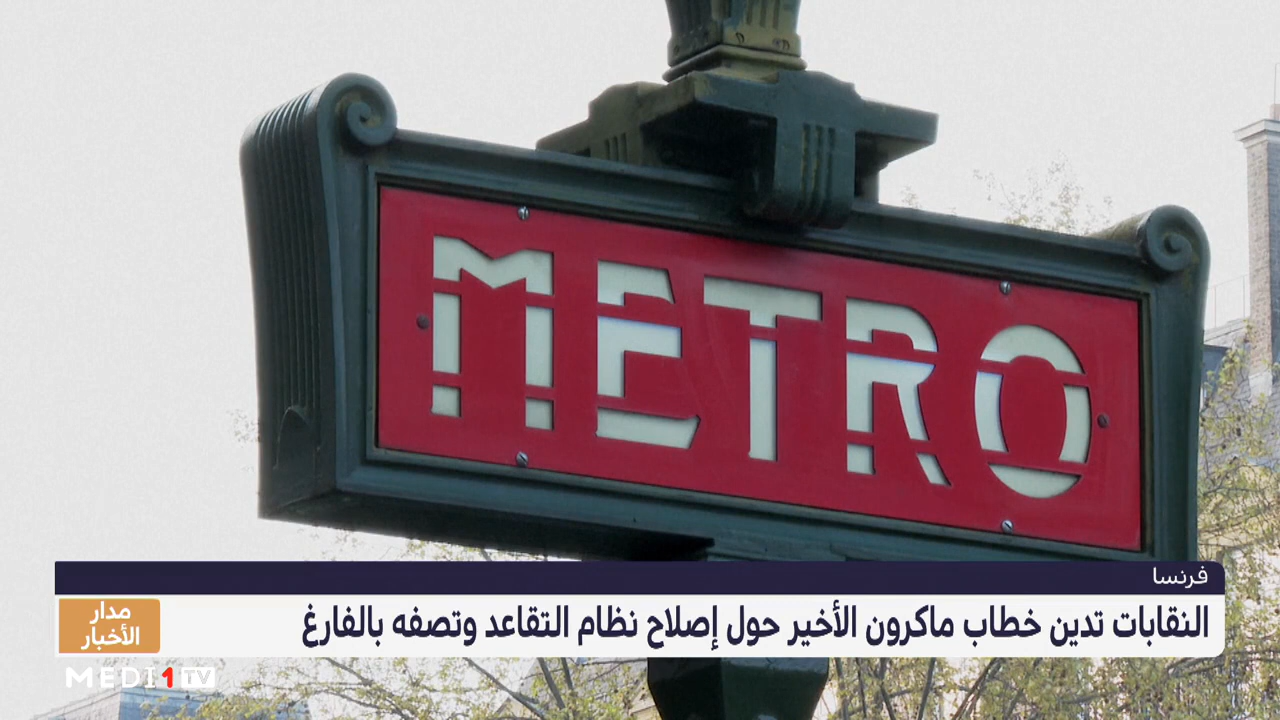 METRO
فرنسا
النقابات تدين خطاب ماكرون الأخير حول إصلاح نظام التقاعد وتصفه بالفارغ
مدار
الأخبار
MEDI1TV